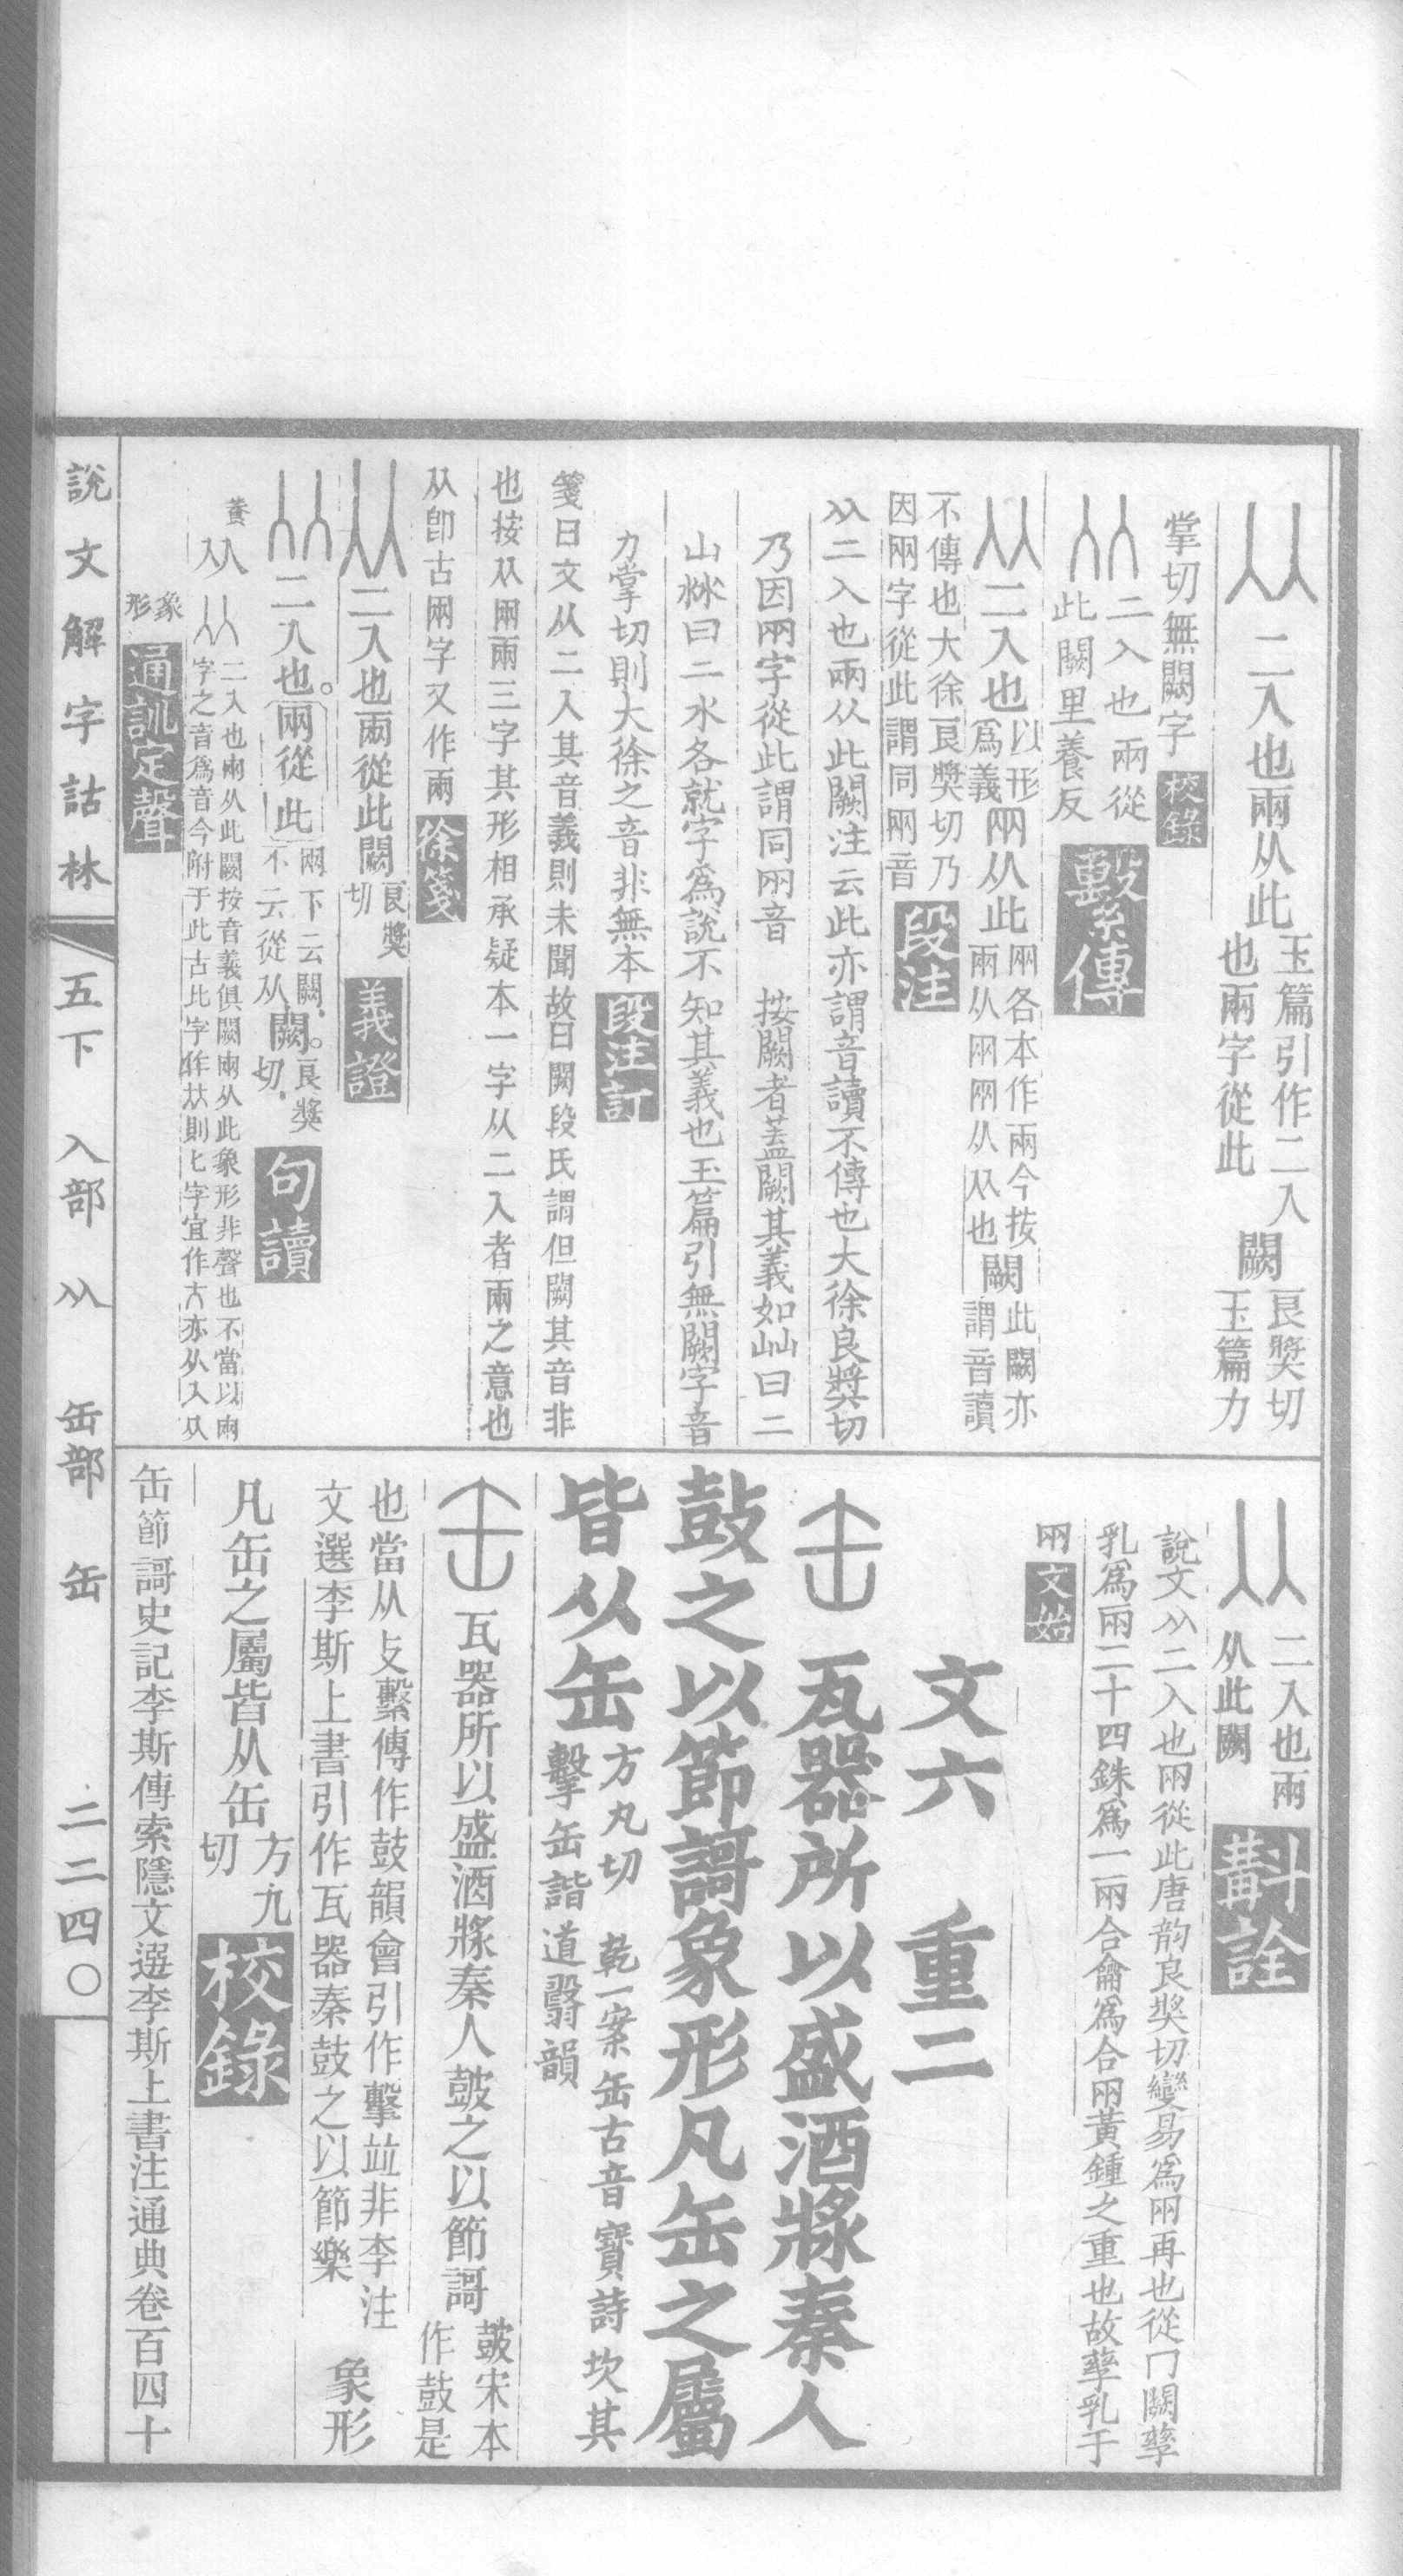 二入也兩从此
玉篇引作二入
也兩字從此
闕
良奬切
玉篇力
掌切無闕字
校錄
二入也兩從
此闕里養反
繫傳
二入也
以形
爲義
㒳从此
㒳各本作兩今按
兩从㒳㒳从从也
闕
此闕亦
謂音讀
不傳也大徐良奬切乃
因兩字從此謂同兩音
段注
从二入也兩从此闕注云此亦謂音讀不傳也大徐良奬切
乃因兩字從此謂同兩音 按闕者蓋闕其義如屾曰二
山沝曰二水各就字爲說不知其義也玉篇引無闕字音
力掌切則大徐之音非無本
段注訂
箋曰文从二入其音義則未聞故曰闕段氏謂但闕其音非
也按从㒳兩三字其形相承疑本一字从二入者兩之意也
从卽古兩字又作㒳
徐箋
二入也兩從此闕
良奬
切
義證
二入也。兩從此
㒳下云闕
不云從从
闕。
良奬
切
句讀
从
二入也㒳从此闕按音義俱闕㒳从此象形非聲也不當以㒳
字之音爲音今附于此古比字作𠤎則匕字宜作亣亦从入从
象
形
通訓定聲
二入也兩
从此闕
斠詮
說文从二入也兩從此唐韵良奬切變易爲㒳再也從冂闕孳
乳爲兩二十四銖爲一兩合龠爲合兩黃鍾之重也故孳乳于
㒳
文始
文六 重二
瓦器所以盛酒𤖅秦人
鼓之以節謌象形凡缶之屬
皆从缶
方九切 乾一案缶古音寶詩坎其
擊缶諧道翿韻
瓦器所以盛酒𤖅秦人鼓之以節謌
鼓宋本
作鼔是
也當从攴繫傳作鼓韻會引作擊竝非李注
文選李斯上書引作瓦器秦鼓之以節樂
象形
凡缶之屬皆从缶
方九
切
校錄
缶節謌史記李斯傳索隱文選李斯上書注通典卷百四十
說文解字詁林
五下 入部 从 缶部 缶
二二四〇